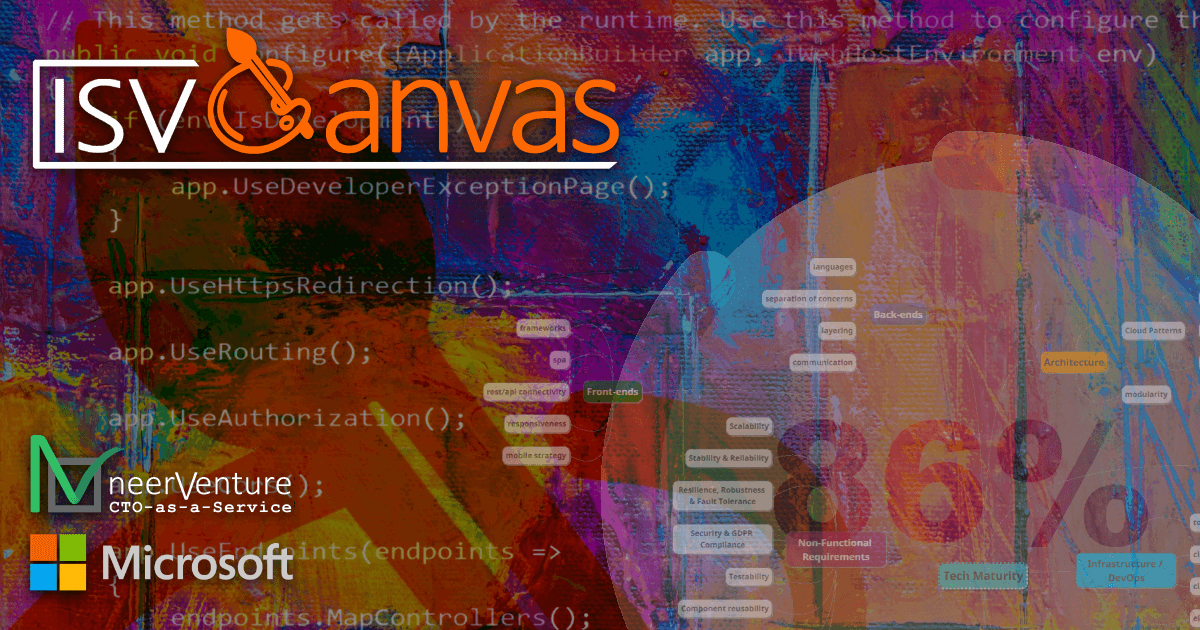 // This method gets called by the runtime. Use this method to configure th
public void Configure(IApplicationBuilder app, IWebHostEnvironment env)
{
ISV Canvas
if (env.IsDevelopment())
{
app.UseDeveloperExceptionPage();
}
app.UseHttpsRedirection();
app.UseRouting();
app.UseAuthorization();
);
app.UseEndpoints(endpoints =>
{
endpoints.MapControllers();
languages
separation of concerns
Back-ends
layering
communication
frameworks
spa
rest/api connectivity
Front-ends
responsiveness
mobile strategy
Cloud Patterns
Architecture
modularity
86%
Scalability
Stability & Reliability
Resilience, Robustness
& Fault Tolerance
Security & GDPR
Compliance
Non-Functional
Requirements
Testability
Component reusability
Tech Maturity
Infrastructure /
DevOps
neerVenture
CTO-as-a-Service
Microsoft